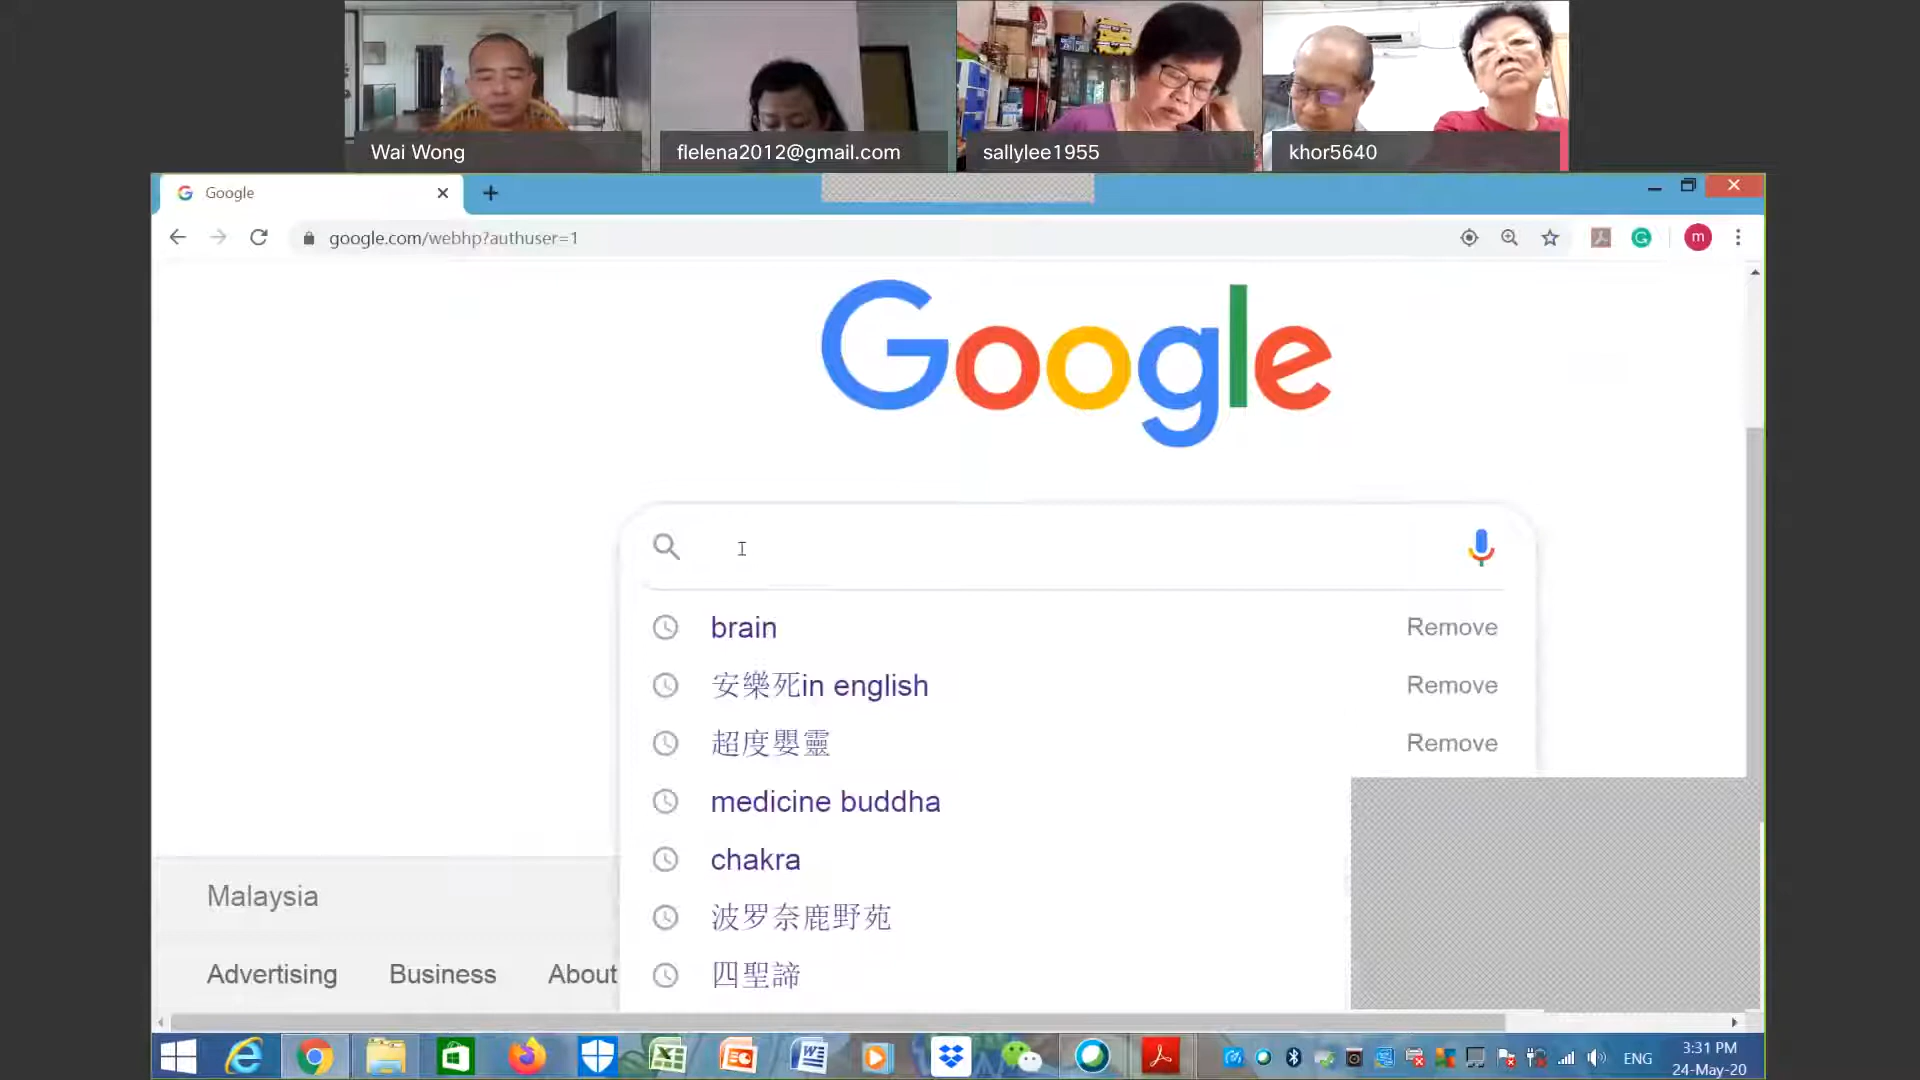 Wai Wong
flelena2012@gmail.com
sallylee1955
khor5640
Google
google.com/webhp?authuser=1
m
Google
brain
Remove
安樂死in english
Remove
超度嬰靈
Remove
medicine buddha
chakra
波罗奈鹿野苑
四聖諦
Malaysia
Advertising Business About
ENG
3:31 PM
24-May-20